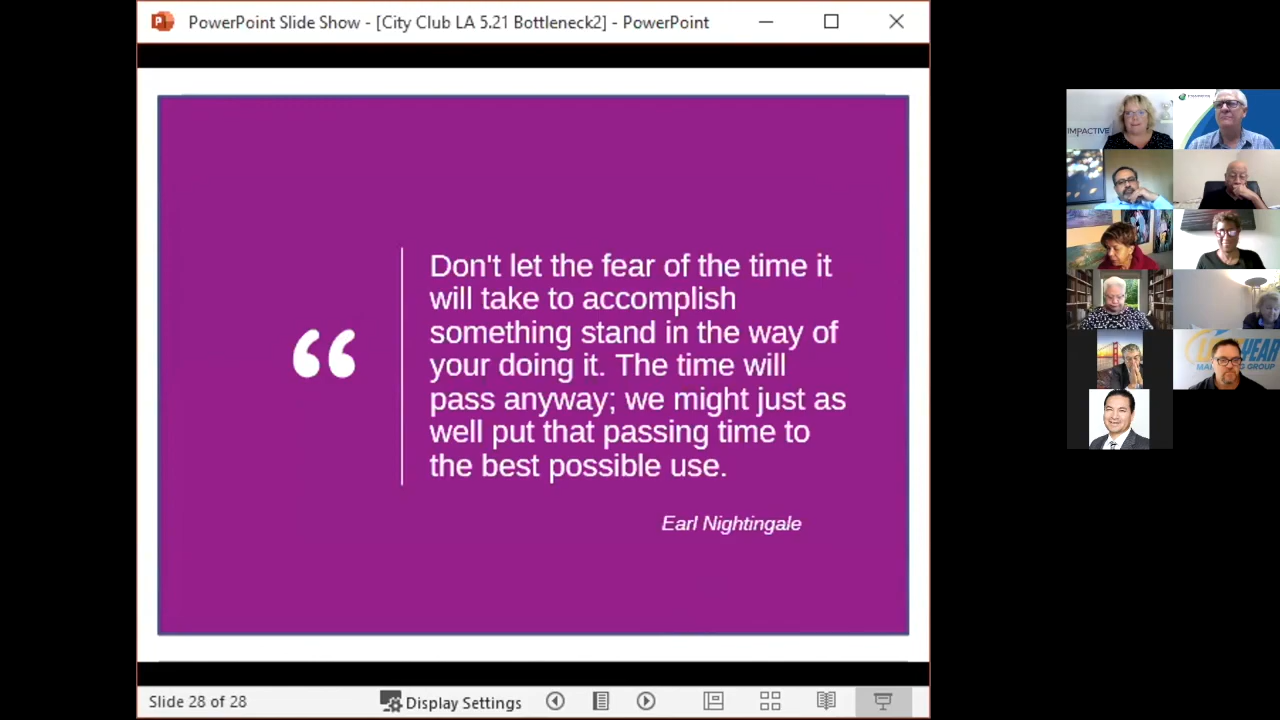 PowerPoint Slide Show - [City Club LA 5.21 Bottleneck2] - PowerPoint
“
Don't let the fear of the time it
will take to accomplish
something stand in the way of
your doing it. The time will
pass anyway; we might just as
well put that passing time to
the best possible use.
Earl Nightingale
Slide 28 of 28
Display Settings
IMPACTIVE
YEAR
GROUP